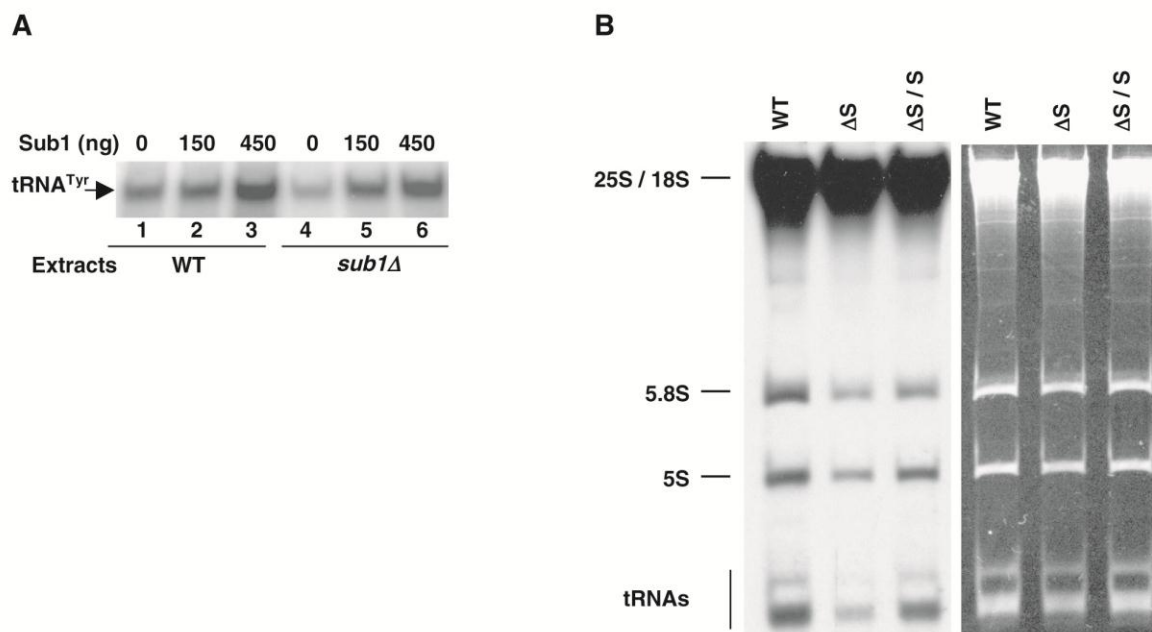 A
Sub1 (ng) 0 150 450 0 150 450
tRNATyr
1 2 3 4 5 6
Extracts WT sub1Δ
B
WT ΔS ΔS / S WT ΔS ΔS / S
25S / 18S
5.8S
5S
tRNAs